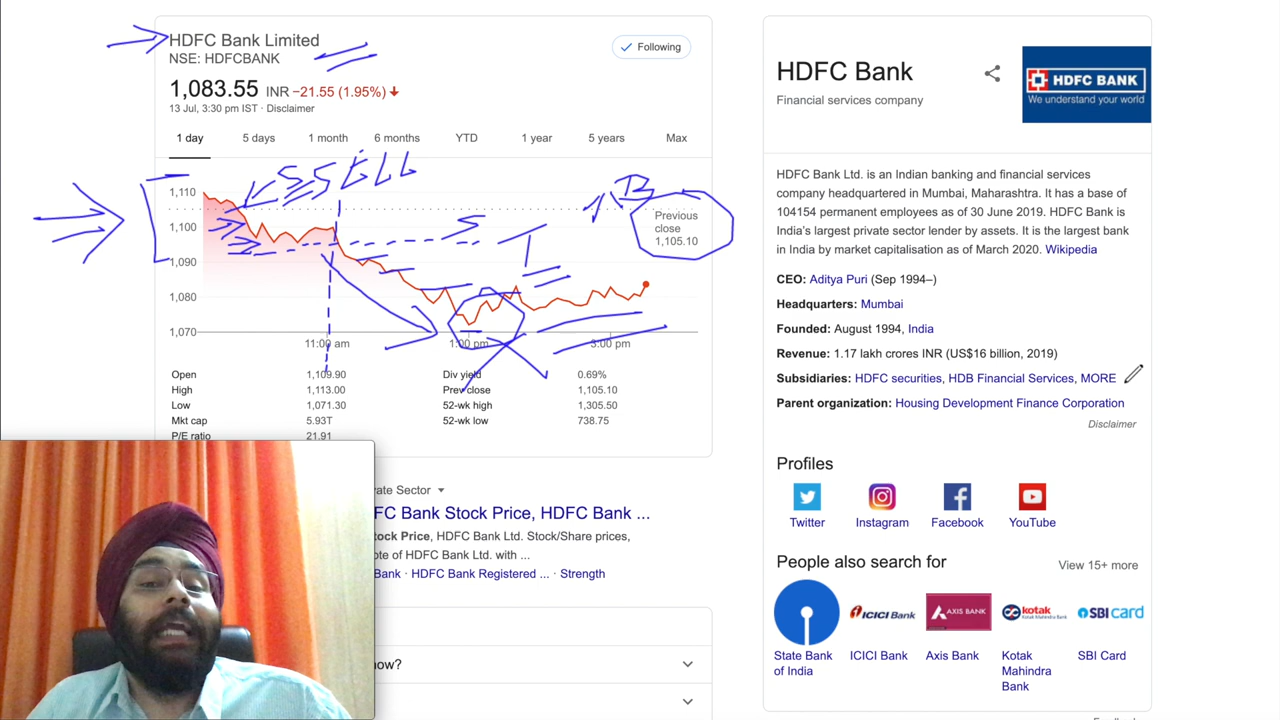 HDFC Bank Limited
NSE: HDFCBANK
Following
1,083.55 INR −21.55 (1.95%)
13 Jul, 3:30 pm IST · Disclaimer
1 day 5 days 1 month 6 months YTD 1 year 5 years Max
1,110
1,100
1,090
1,080
1,070
Previous
close
1,105.10
S S
S
B
11:00 am 1:00 pm 3:00 pm
Open 1,109.90 Div yield 0.69%
High 1,113.00 Prev close 1,105.10
Low 1,071.30 52-wk high 1,305.50
Mkt cap 5.93T 52-wk low 738.75
P/E ratio 21.91
vate Sector
FC Bank Stock Price, HDFC Bank ...
tock Price, HDFC Bank Ltd. Stock/Share prices,
ote of HDFC Bank Ltd. with ...
Bank · HDFC Bank Registered ... · Strength
now?
HDFC Bank
Financial services company
HDFC BANK
We understand your world
HDFC Bank Ltd. is an Indian banking and financial services
company headquartered in Mumbai, Maharashtra. It has a base of
104154 permanent employees as of 30 June 2019. HDFC Bank is
India's largest private sector lender by assets. It is the largest bank
in India by market capitalisation as of March 2020. Wikipedia
CEO: Aditya Puri (Sep 1994–)
Headquarters: Mumbai
Founded: August 1994, India
Revenue: 1.17 lakh crores INR (US$16 billion, 2019)
Subsidiaries: HDFC securities, HDB Financial Services, MORE
Parent organization: Housing Development Finance Corporation
Disclaimer
Profiles
Twitter Instagram Facebook YouTube
People also search for View 15+ more
ICICI Bank AXIS BANK kotak Kotak Mahindra Bank SBI card
State Bank
of India
ICICI Bank
Axis Bank
Kotak
Mahindra
Bank
SBI Card